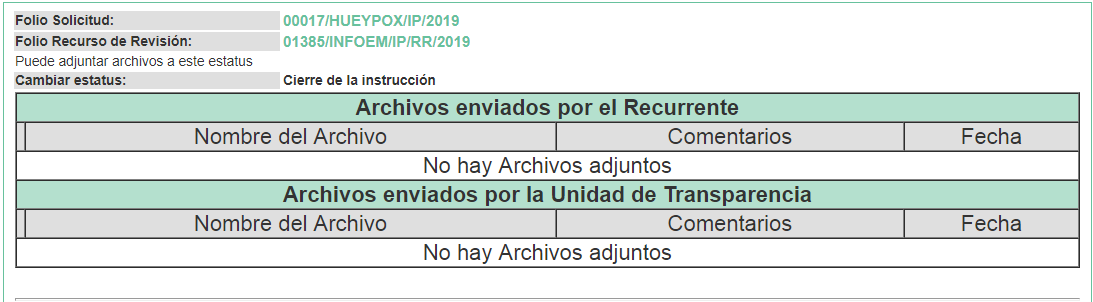 Folio Solicitud: 00017/HUEYPOX/IP/2019
Folio Recurso de Revisión: 01385/INFOEM/IP/RR/2019
Puede adjuntar archivos a este estatus
Cambiar estatus: Cierre de la instrucción
Archivos enviados por el Recurrente
Nombre del Archivo Comentarios Fecha
No hay Archivos adjuntos
Archivos enviados por la Unidad de Transparencia
Nombre del Archivo Comentarios Fecha
No hay Archivos adjuntos